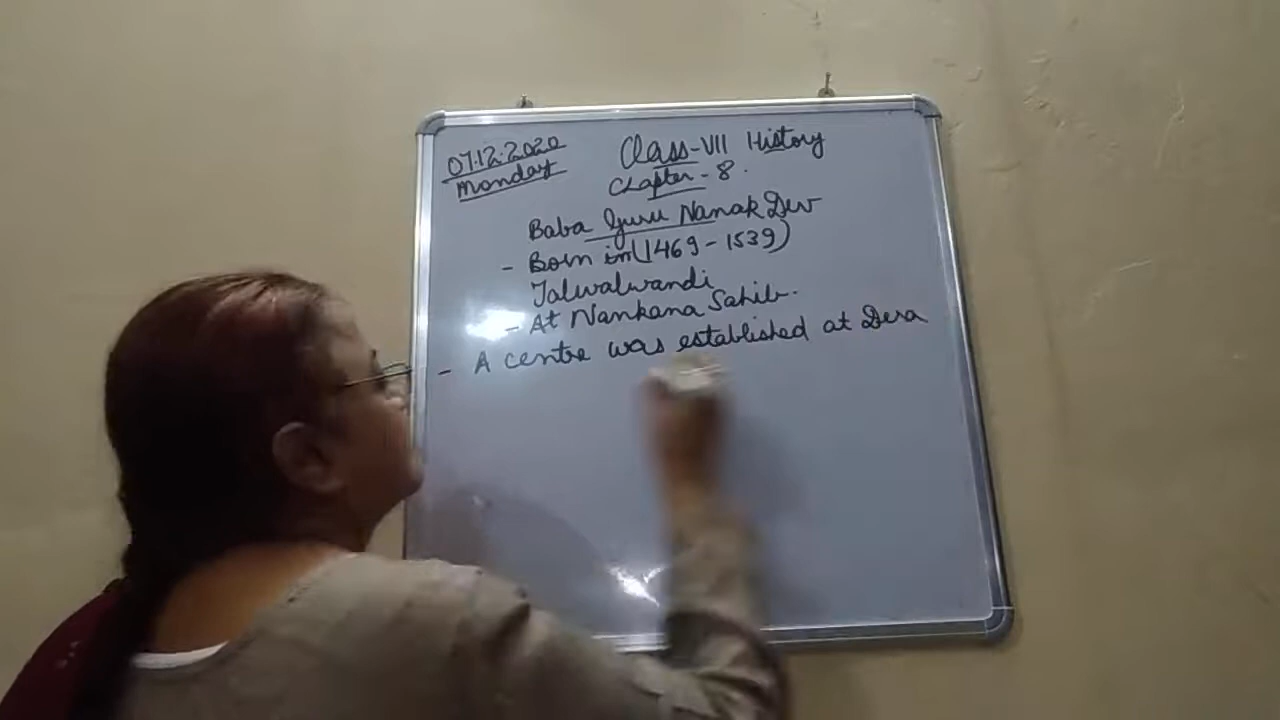 07.12.2020
Monday
Class-VII History
Chapter-8.
Baba Guru Nanak Dev
- Born in (1469-1539)
Talwalwandi
- At Nankana Sahib.
- A centre was established at Dera